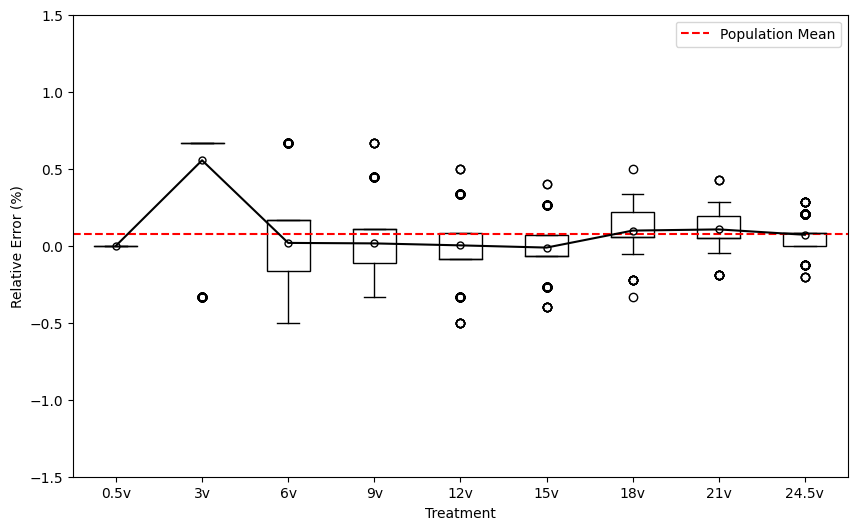 Population Mean
1.5
1.0
0.5
0.0
−0.5
−1.0
−1.5
Relative Error (%)
0.5v 3v 6v 9v 12v 15v 18v 21v 24.5v
Treatment